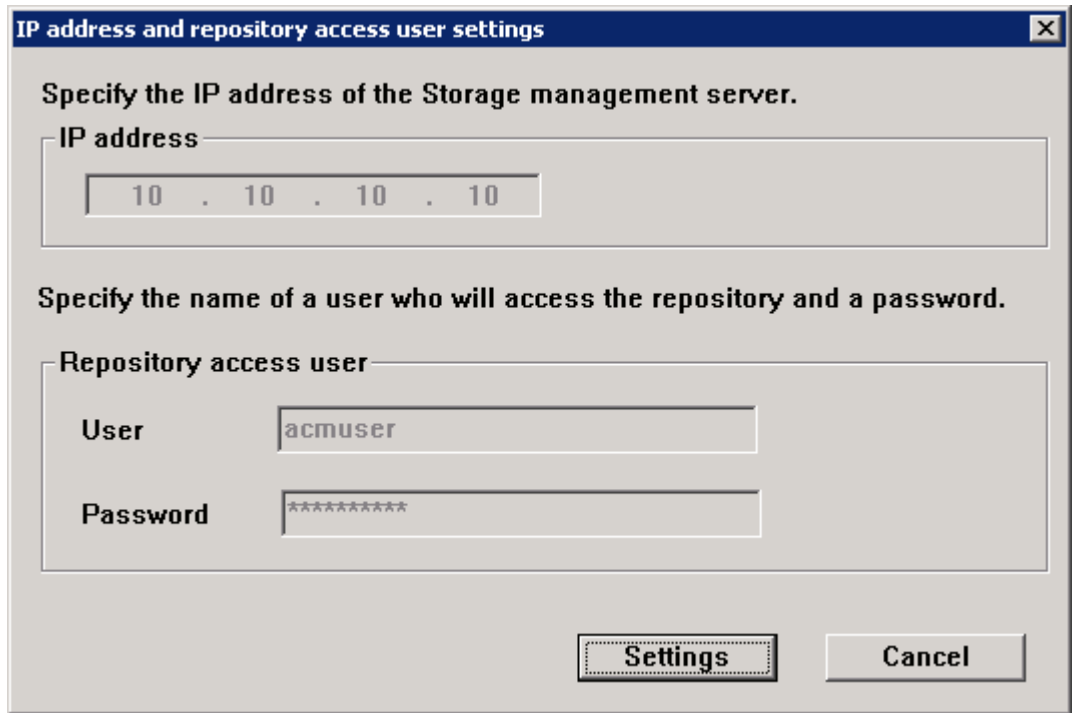 IP address and repository access user settings
Specify the IP address of the Storage management server.
IP address
10 . 10 . 10 . 10
Specify the name of a user who will access the repository and a password.
Repository access user
User acmuser
Password **********
Settings Cancel